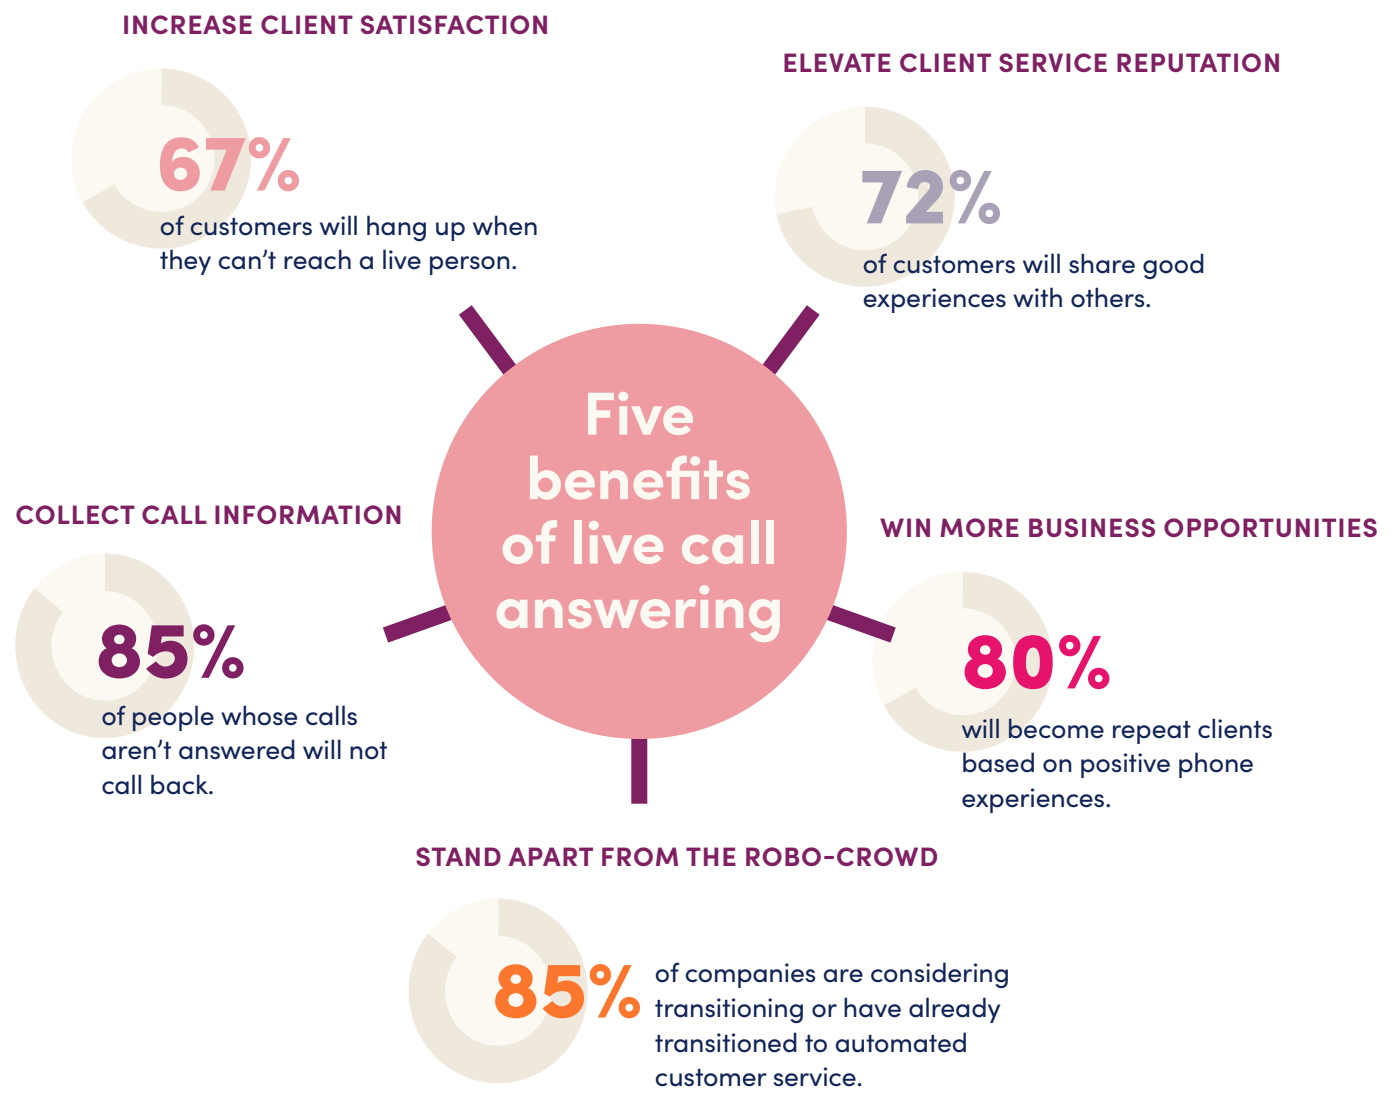 INCREASE CLIENT SATISFACTION
67%
of customers will hang up when
they can’t reach a live person.
ELEVATE CLIENT SERVICE REPUTATION
72%
of customers will share good
experiences with others.
Five
benefits
of live call
answering
COLLECT CALL INFORMATION
85%
of people whose calls
aren’t answered will not
call back.
WIN MORE BUSINESS OPPORTUNITIES
80%
will become repeat clients
based on positive phone
experiences.
STAND APART FROM THE ROBO-CROWD
85%
of companies are considering
transitioning or have already
transitioned to automated
customer service.